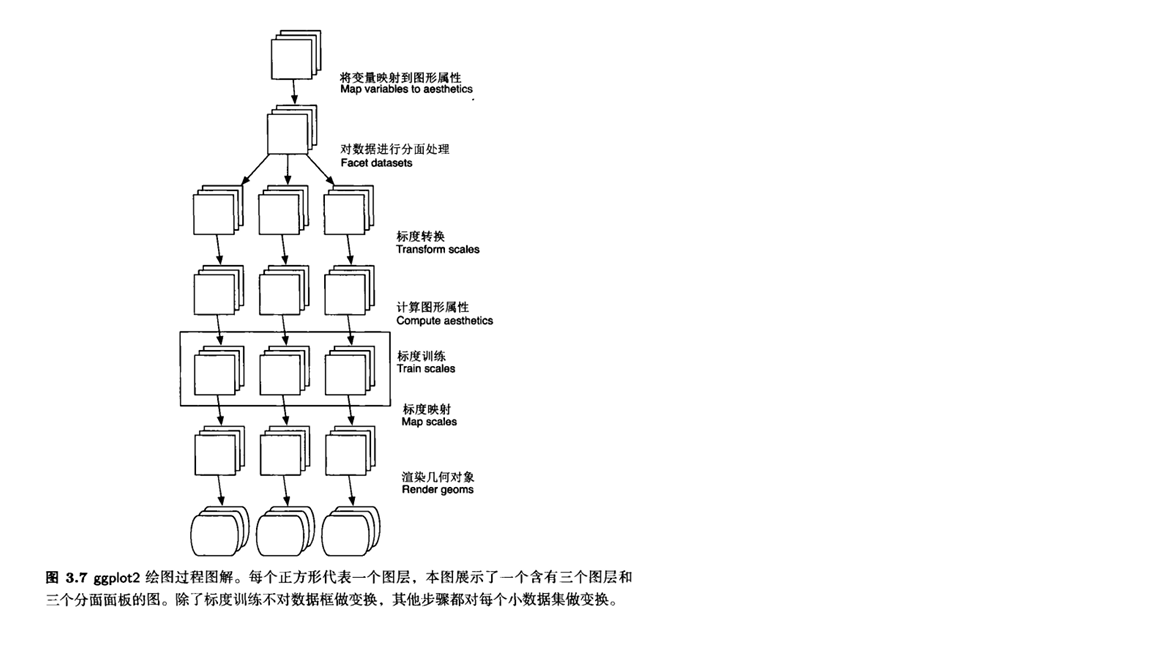 将变量映射到图形属性
Map variables to aesthetics
对数据进行分面处理
Facet datasets
标度转换
Transform scales
计算图形属性
Compute aesthetics
标度训练
Train scales
标度映射
Map scales
渲染几何对象
Render geoms
图 3.7 ggplot2 绘图过程图解。每个正方形代表一个图层，本图展示了一个含有三个图层和
三个分面面板的图。除了标度训练不对数据框做变换，其他步骤都对每个小数据集做变换。